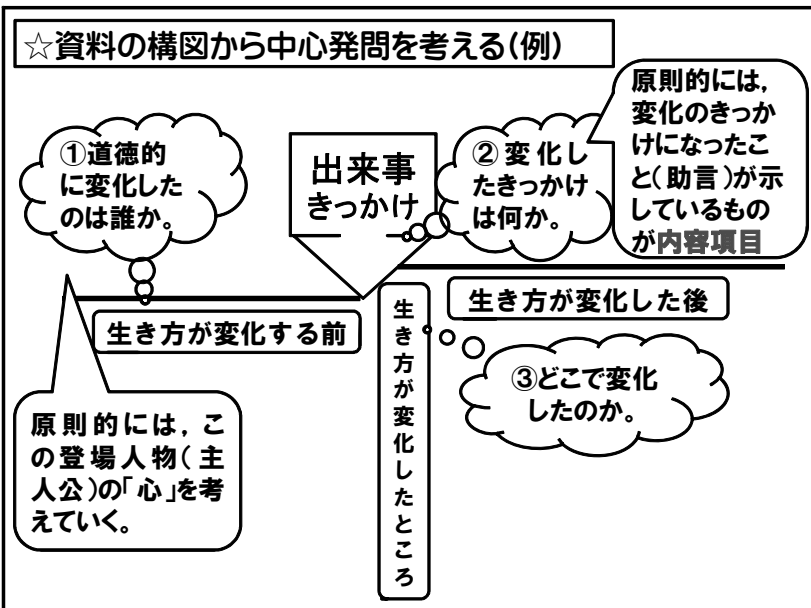 ☆資料の構図から中心発問を考える(例)
①道徳的
に変化した
のは誰か。
出来事
きっかけ
②変化し
たきっかけ
は何か。
原則的には，
変化のきっか
けになったこ
と(助言)が示
しているもの
が内容項目
生き方が変化する前
生き方が変化したところ
生き方が変化した後
③どこで変化
したのか。
原則的には，こ
の登場人物(主
人公)の「心」を考
えていく。